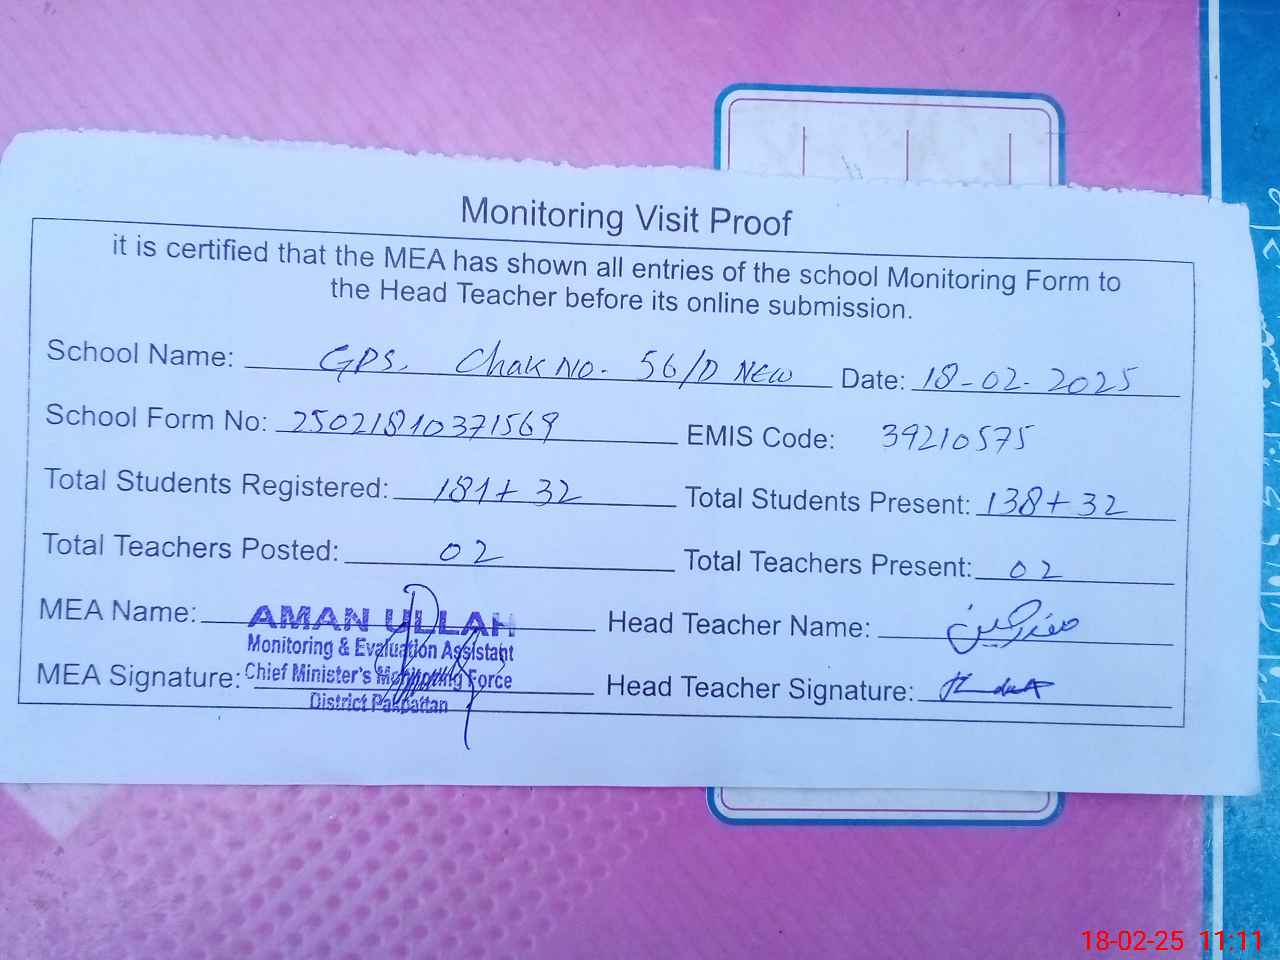 Monitoring Visit Proof
it is certified that the MEA has shown all entries of the school Monitoring Form to
the Head Teacher before its online submission.
School Name: GPS. Chak No. 56/D New Date: 18-02-2025
School Form No: 25021810371569 EMIS Code: 39210575
Total Students Registered: 181+32 Total Students Present: 138+32
Total Teachers Posted: 02 Total Teachers Present: 02
MEA Name: AMAN ULLAH Head Teacher Name:
Monitoring & Evaluation Assistant
MEA Signature: Chief Minister's Monitoring Force Head Teacher Signature:
District Pakpattan
18-02-25 11:11